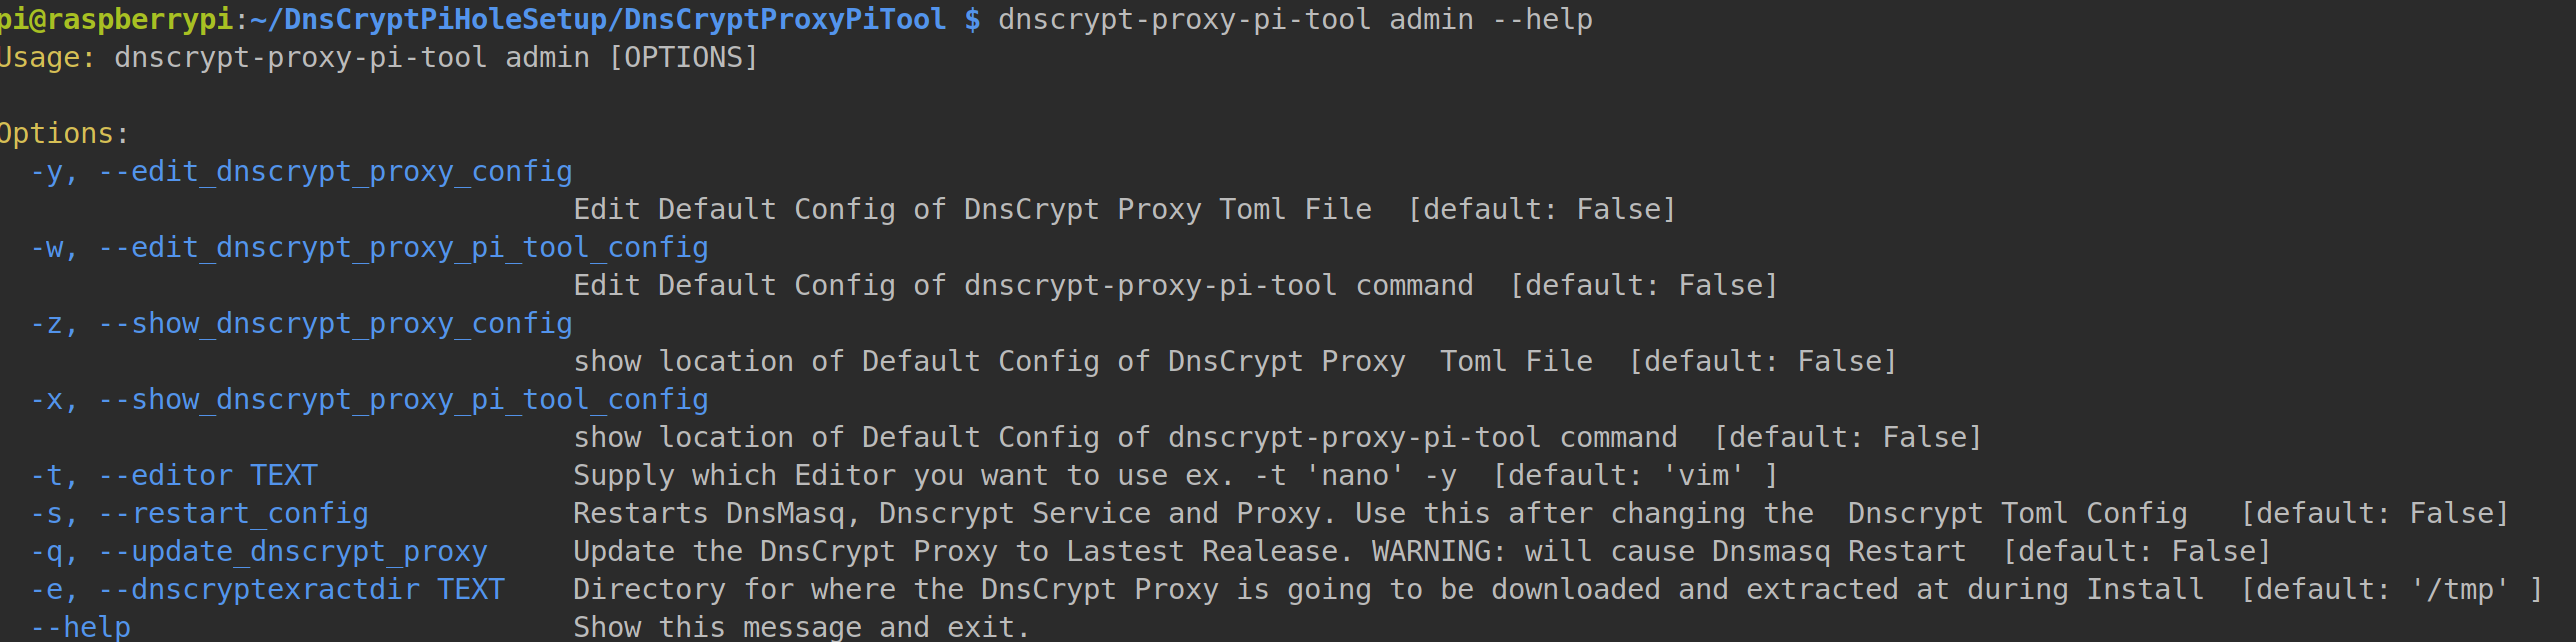 pi@raspberrypi:~/DnsCryptPiHoleSetup/DnsCryptProxyPiTool $ dnscrypt-proxy-pi-tool admin --help
Usage: dnscrypt-proxy-pi-tool admin [OPTIONS]
Options:
-y, --edit_dnscrypt_proxy_config
Edit Default Config of DnsCrypt Proxy Toml File [default: False]
-w, --edit_dnscrypt_proxy_pi_tool_config
Edit Default Config of dnscrypt-proxy-pi-tool command [default: False]
-z, --show_dnscrypt_proxy_config
show location of Default Config of DnsCrypt Proxy  Toml File [default: False]
-x, --show_dnscrypt_proxy_pi_tool_config
show location of Default Config of dnscrypt-proxy-pi-tool command [default: False]
-t, --editor TEXT Supply which Editor you want to use ex. -t 'nano' -y [default: 'vim' ]
-s, --restart_config Restarts DnsMasq, Dnscrypt Service and Proxy. Use this after changing the  Dnscrypt Toml Config [default: False]
-q, --update_dnscrypt_proxy Update the DnsCrypt Proxy to Lastest Realease. WARNING: will cause Dnsmasq Restart [default: False]
-e, --dnscryptexractdir TEXT Directory for where the DnsCrypt Proxy is going to be downloaded and extracted at during Install [default: '/tmp' ]
--help Show this message and exit.